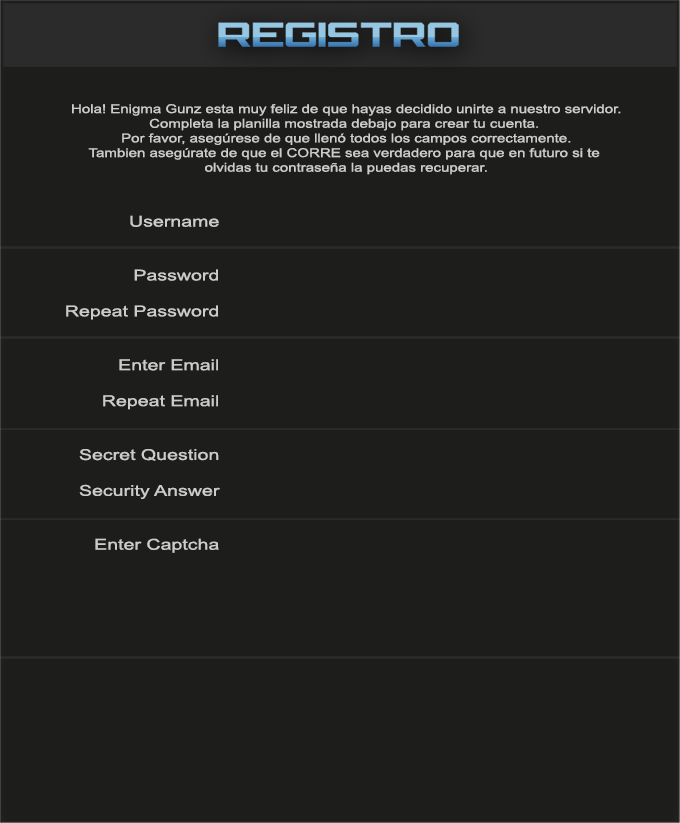 REGISTRO
Hola! Enigma Gunz esta muy feliz de que hayas decidido unirte a nuestro servidor.
Completa la planilla mostrada debajo para crear tu cuenta.
Por favor, asegúrese de que llenó todos los campos correctamente.
Tambien asegúrate de que el CORRE sea verdadero para que en futuro si te
olvidas tu contraseña la puedas recuperar.
Username
Password
Repeat Password
Enter Email
Repeat Email
Secret Question
Security Answer
Enter Captcha